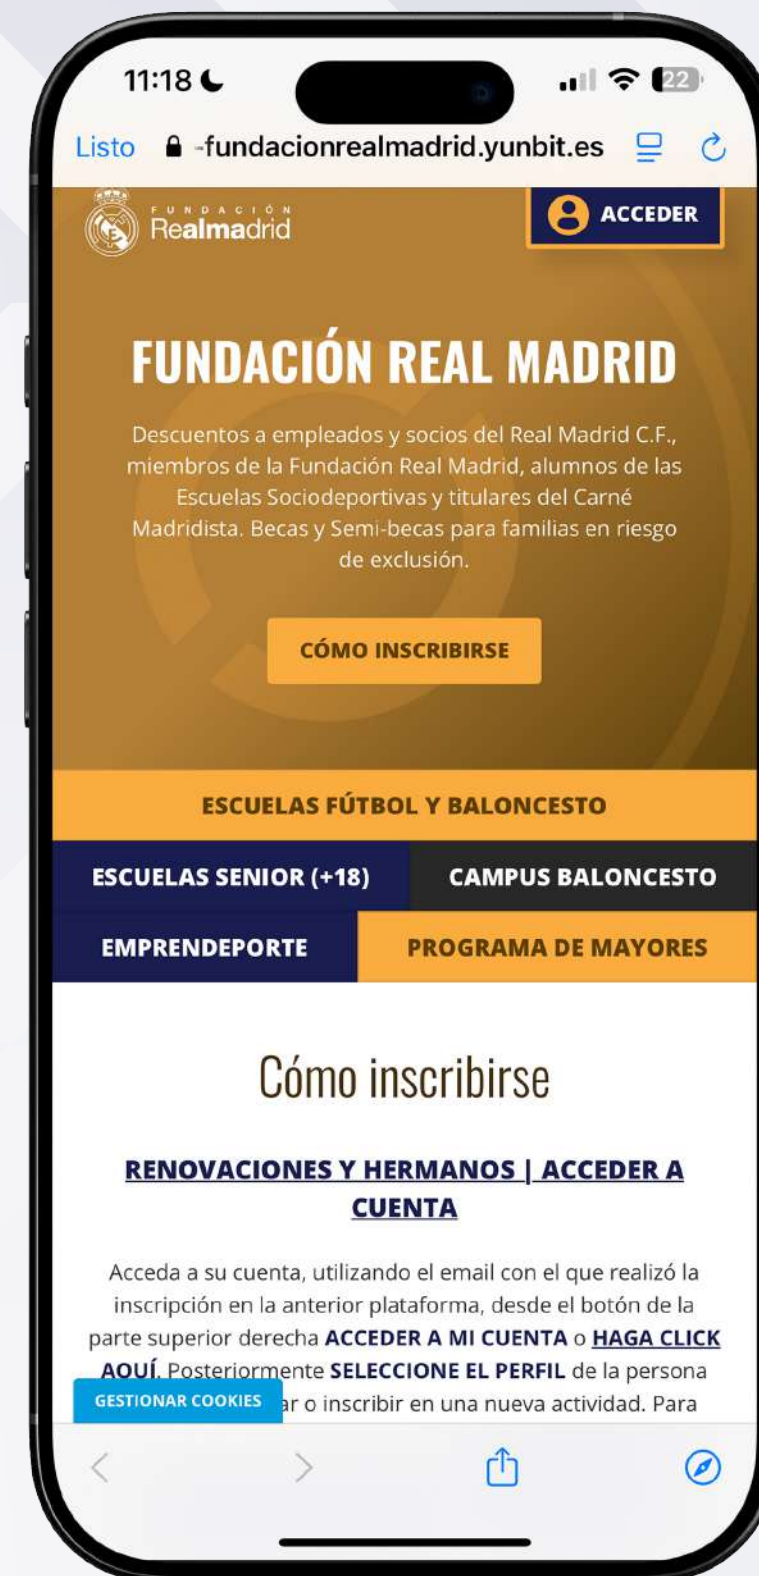 11:18
22
Listo
-fundacionrealmadrid.yunbit.es
FUNDACIÓN
Realmadrid
ACCEDER
FUNDACIÓN REAL MADRID
Descuentos a empleados y socios del Real Madrid C.F.,
miembros de la Fundación Real Madrid, alumnos de las
Escuelas Sociodeportivas y titulares del Carné
Madridista. Becas y Semi-becas para familias en riesgo
de exclusión.
CÓMO INSCRIBIRSE
ESCUELAS FÚTBOL Y BALONCESTO
ESCUELAS SENIOR (+18)
CAMPUS BALONCESTO
EMPRENDEPORTE
PROGRAMA DE MAYORES
Cómo inscribirse
RENOVACIONES Y HERMANOS | ACCEDER A
CUENTA
Acceda a su cuenta, utilizando el email con el que realizó la
inscripción en la anterior plataforma, desde el botón de la
parte superior derecha ACCEDER A MI CUENTA o HAGA CLICK
AQUÍ. Posteriormente SELECCIONE EL PERFIL de la persona
GESTIONAR COOKIES
ar o inscribir en una nueva actividad. Para